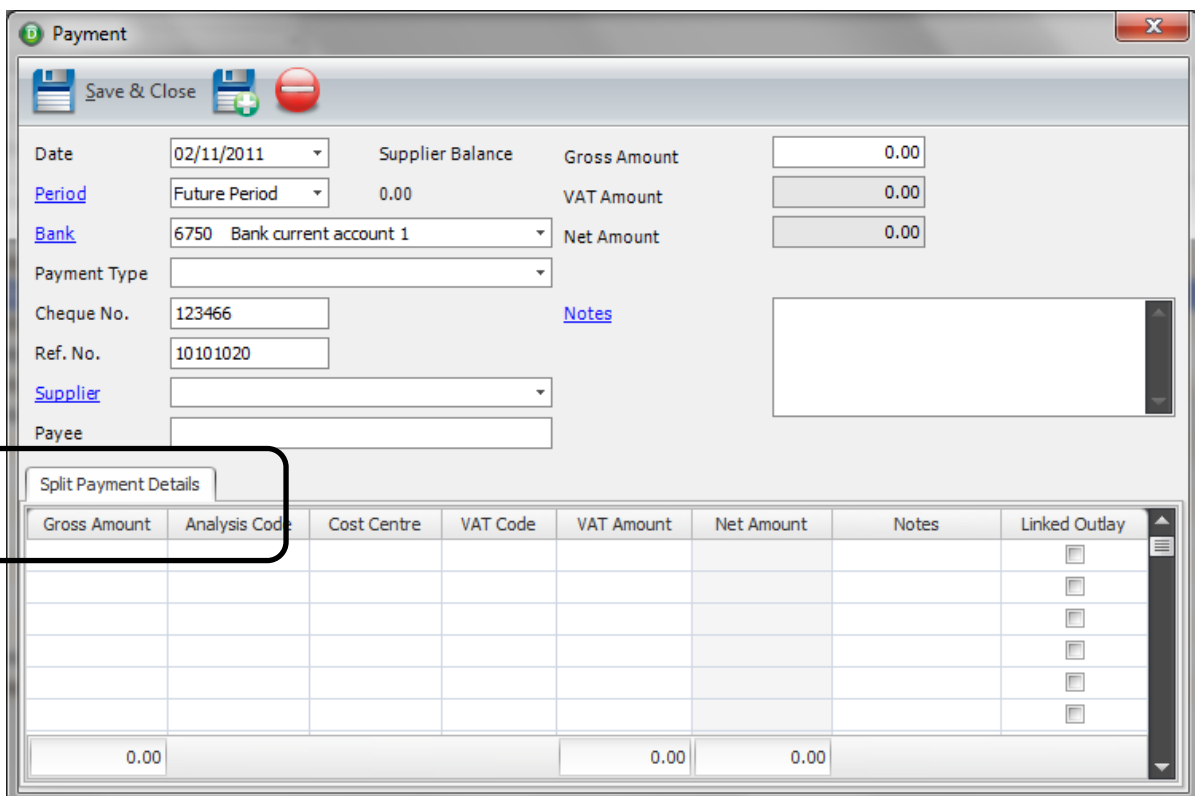 Payment
Save & Close
Date 02/11/2011 Supplier Balance Gross Amount 0.00
Period Future Period 0.00 VAT Amount 0.00
Bank 6750 Bank current account 1 Net Amount 0.00
Payment Type
Cheque No. 123466 Notes
Ref. No. 10101020
Supplier
Payee
Split Payment Details
Gross Amount Analysis Code Cost Centre VAT Code VAT Amount Net Amount Notes Linked Outlay
0.00 0.00 0.00